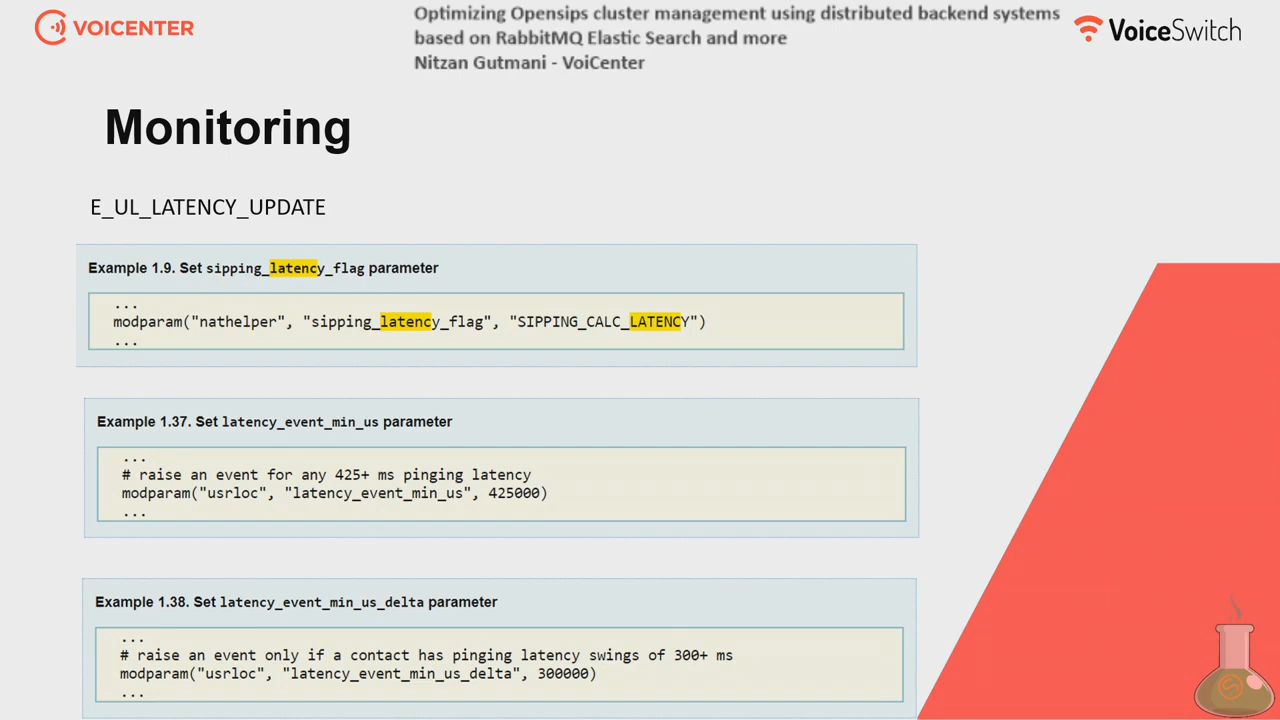 VOICENTER
Optimizing Opensips cluster management using distributed backend systems
based on RabbitMQ Elastic Search and more
Nitzan Gutmani - VoiCenter
VoiceSwitch
Monitoring
E_UL_LATENCY_UPDATE
Example 1.9. Set sipping_latency_flag parameter
...
modparam("nathelper", "sipping_latency_flag", "SIPPING_CALC_LATENCY")
...
Example 1.37. Set latency_event_min_us parameter
...
# raise an event for any 425+ ms pinging latency
modparam("usrloc", "latency_event_min_us", 425000)
...
Example 1.38. Set latency_event_min_us_delta parameter
...
# raise an event only if a contact has pinging latency swings of 300+ ms
modparam("usrloc", "latency_event_min_us_delta", 300000)
...